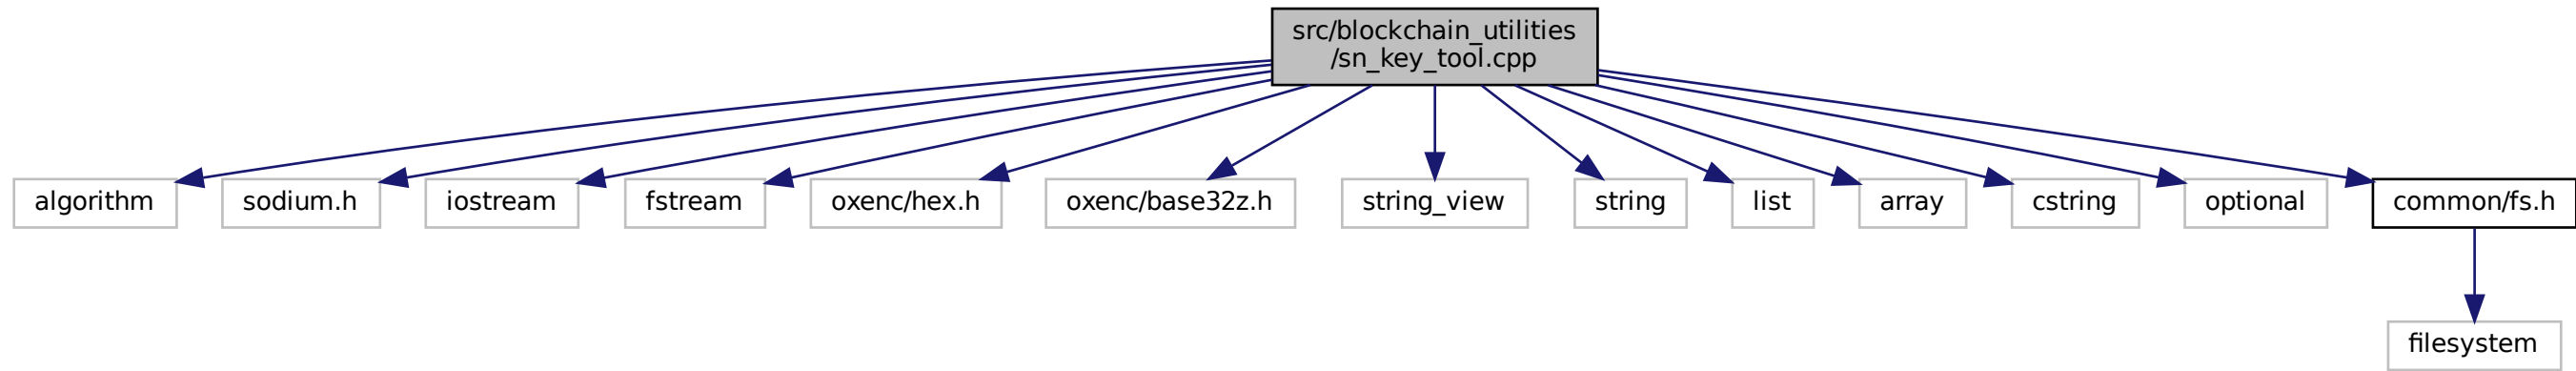 src/blockchain_utilities
/sn_key_tool.cpp
algorithm
sodium.h
iostream
fstream
oxenc/hex.h
oxenc/base32z.h
string_view
string
list
array
cstring
optional
common/fs.h
filesystem